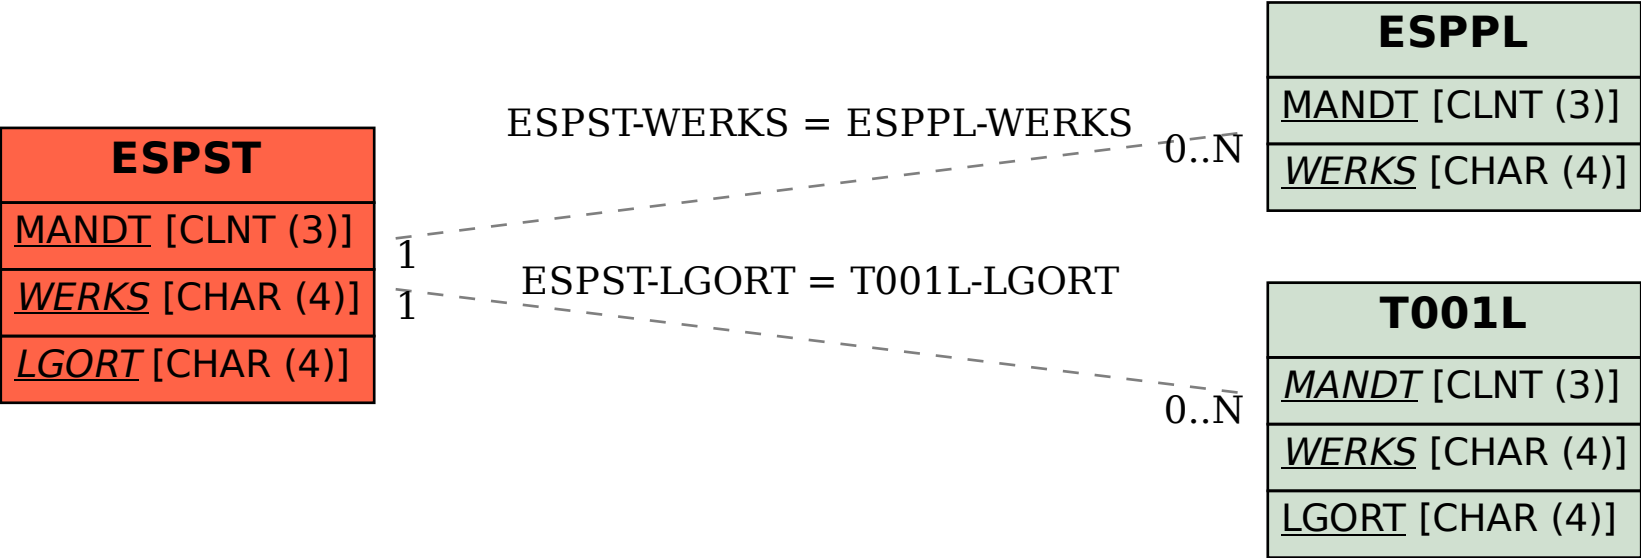 ESPST
MANDT [CLNT (3)]
WERKS [CHAR (4)]
LGORT [CHAR (4)]
ESPST-WERKS = ESPPL-WERKS
1
0..N
ESPST-LGORT = T001L-LGORT
1
0..N
ESPPL
MANDT [CLNT (3)]
WERKS [CHAR (4)]
T001L
MANDT [CLNT (3)]
WERKS [CHAR (4)]
LGORT [CHAR (4)]